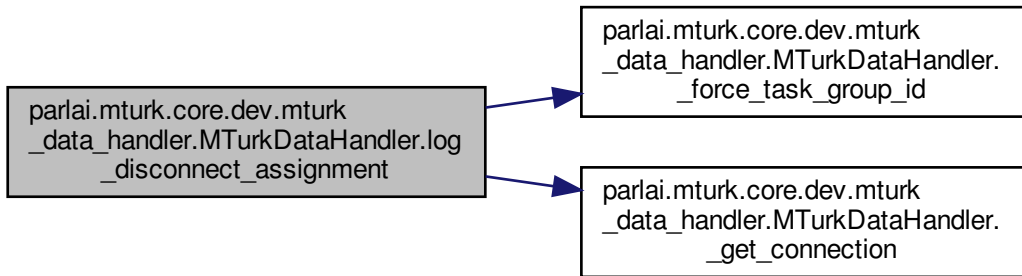 parlai.mturk.core.dev.mturk
_data_handler.MTurkDataHandler.log
_disconnect_assignment
parlai.mturk.core.dev.mturk
_data_handler.MTurkDataHandler.
_force_task_group_id
parlai.mturk.core.dev.mturk
_data_handler.MTurkDataHandler.
_get_connection